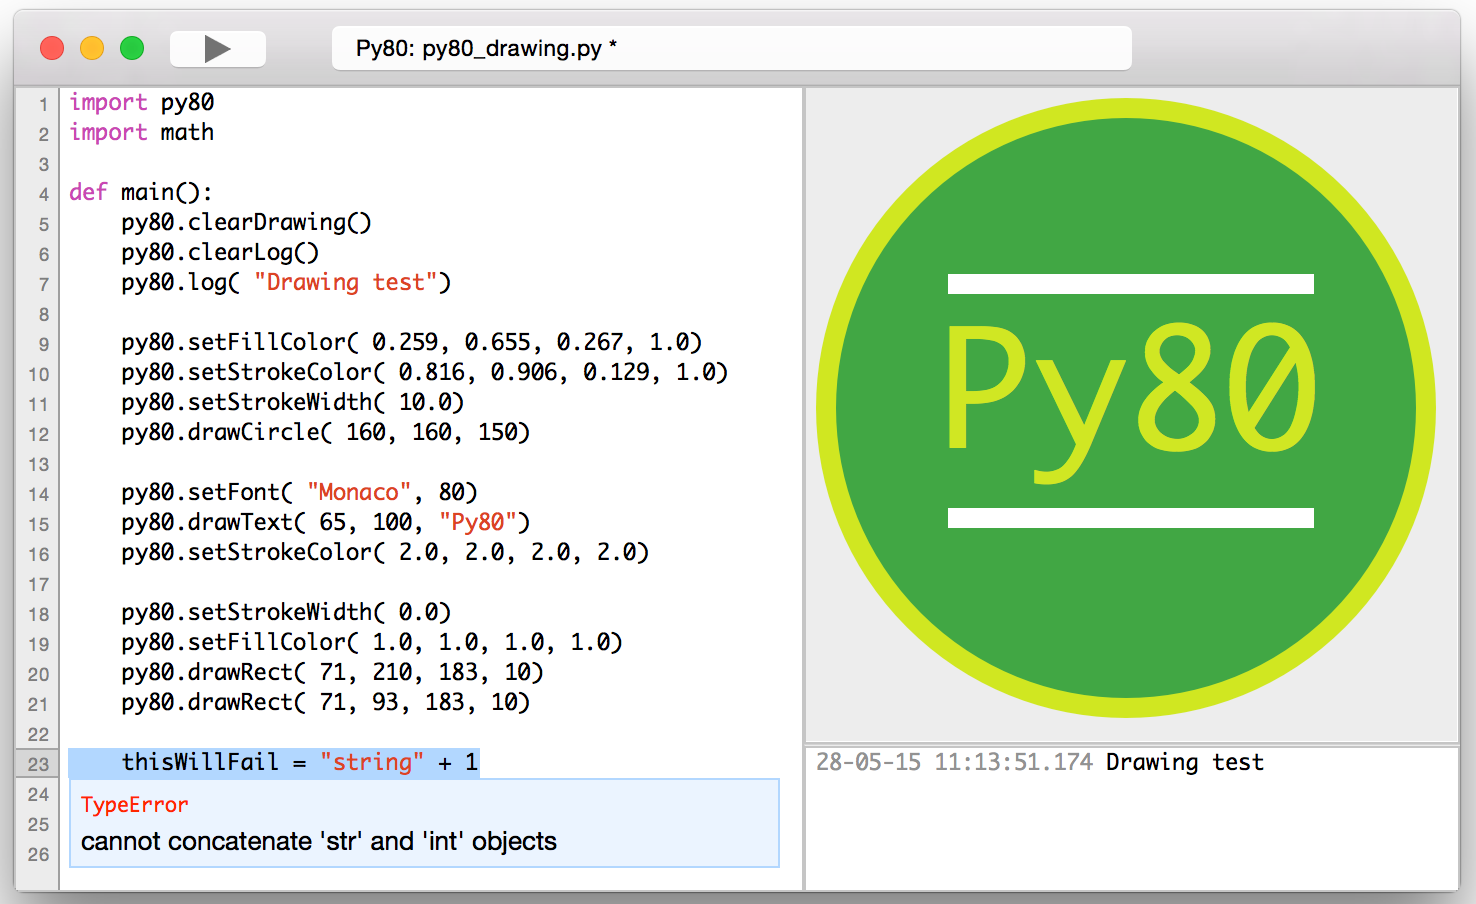 Py80: py80_drawing.py *
1 import py80
2 import math
3
4 def main():
5     py80.clearDrawing()
6     py80.clearLog()
7     py80.log( "Drawing test")
8
9     py80.setFillColor( 0.259, 0.655, 0.267, 1.0)
10     py80.setStrokeColor( 0.816, 0.906, 0.129, 1.0)
11     py80.setStrokeWidth( 10.0)
12     py80.drawCircle( 160, 160, 150)
13
14     py80.setFont( "Monaco", 80)
15     py80.drawText( 65, 100, "Py80")
16     py80.setStrokeColor( 2.0, 2.0, 2.0, 2.0)
17
18     py80.setStrokeWidth( 0.0)
19     py80.setFillColor( 1.0, 1.0, 1.0, 1.0)
20     py80.drawRect( 71, 210, 183, 10)
21     py80.drawRect( 71, 93, 183, 10)
22
23     thisWillFail = "string" + 1
24 TypeError
25 cannot concatenate 'str' and 'int' objects
26
Py80
28-05-15 11:13:51.174 Drawing test